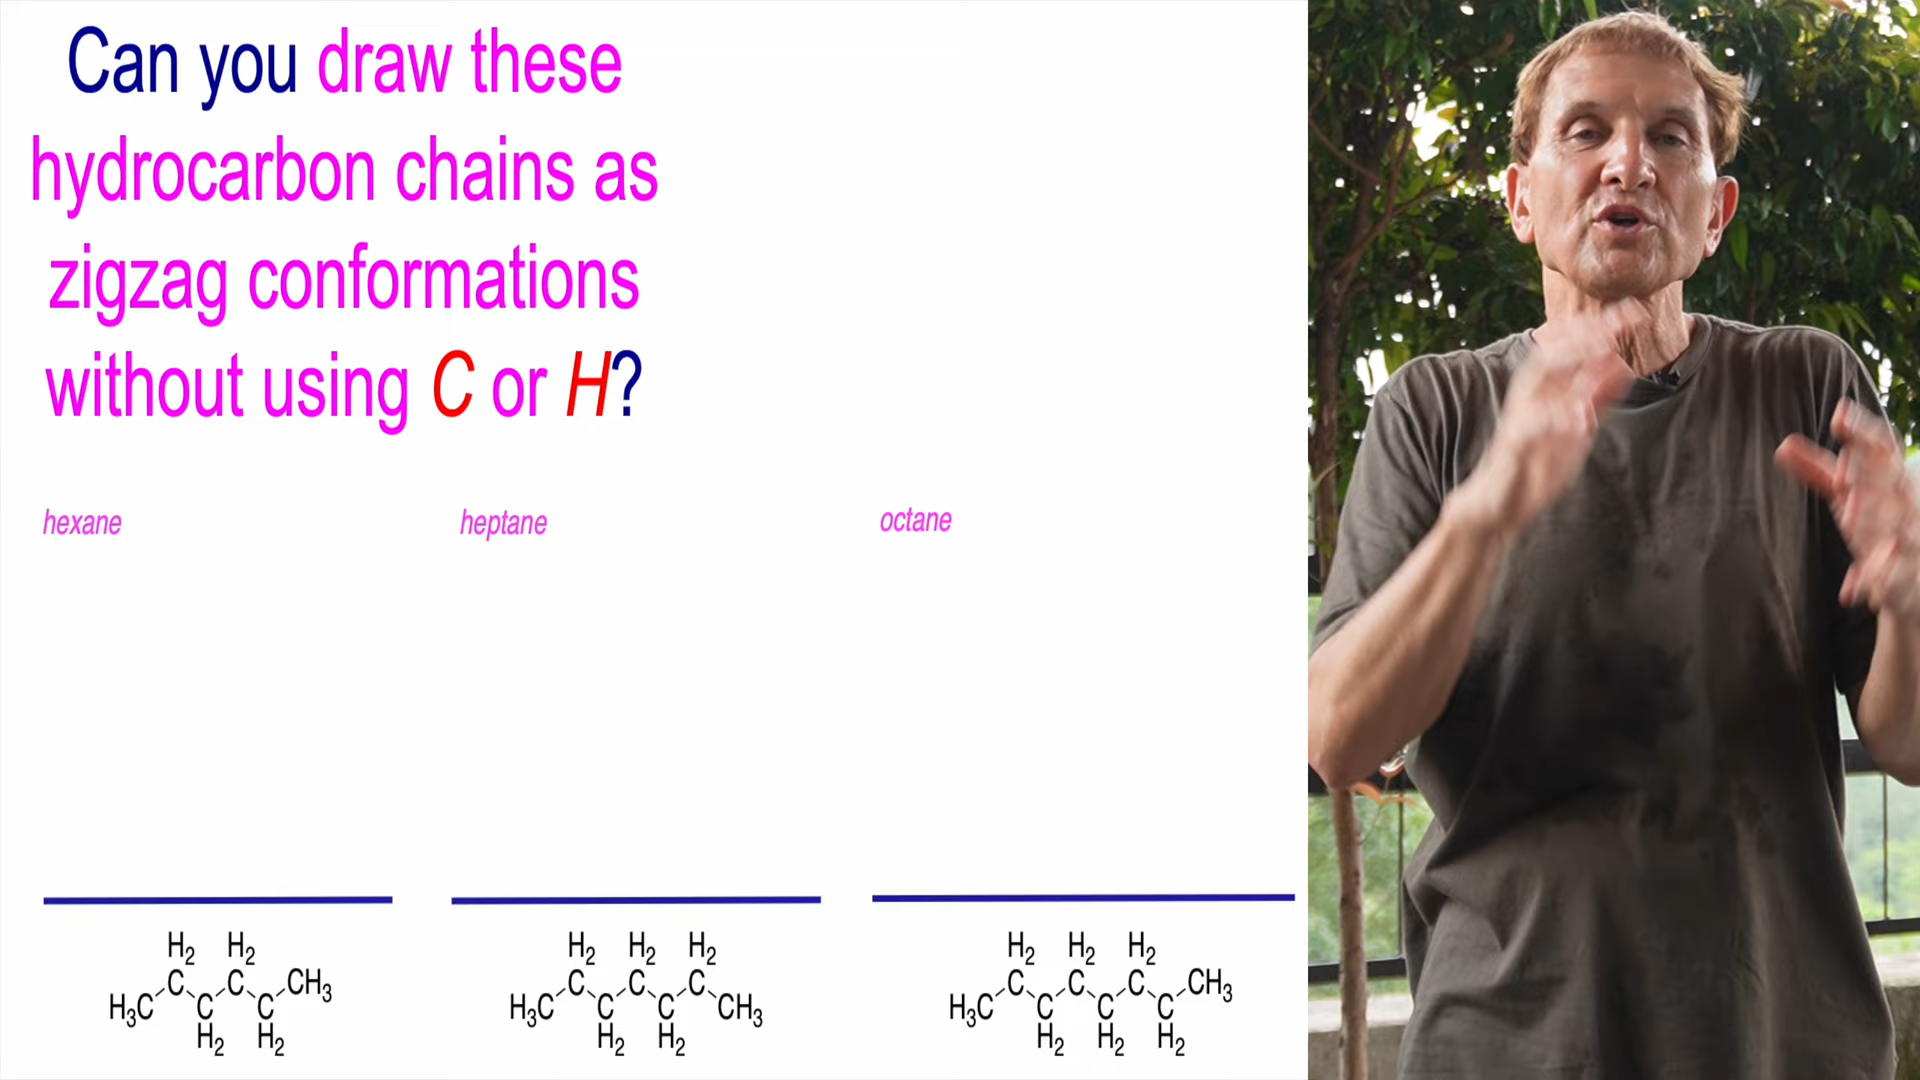 Can you draw these
hydrocarbon chains as
zigzag conformations
without using C or H?
hexane
heptane
octane
H2 H2
H3C C C C C CH3
H2 H2
H2 H2 H2
H3C C C C C C CH3
H2 H2
H2 H2 H2
H3C C C C C C C CH3
H2 H2 H2